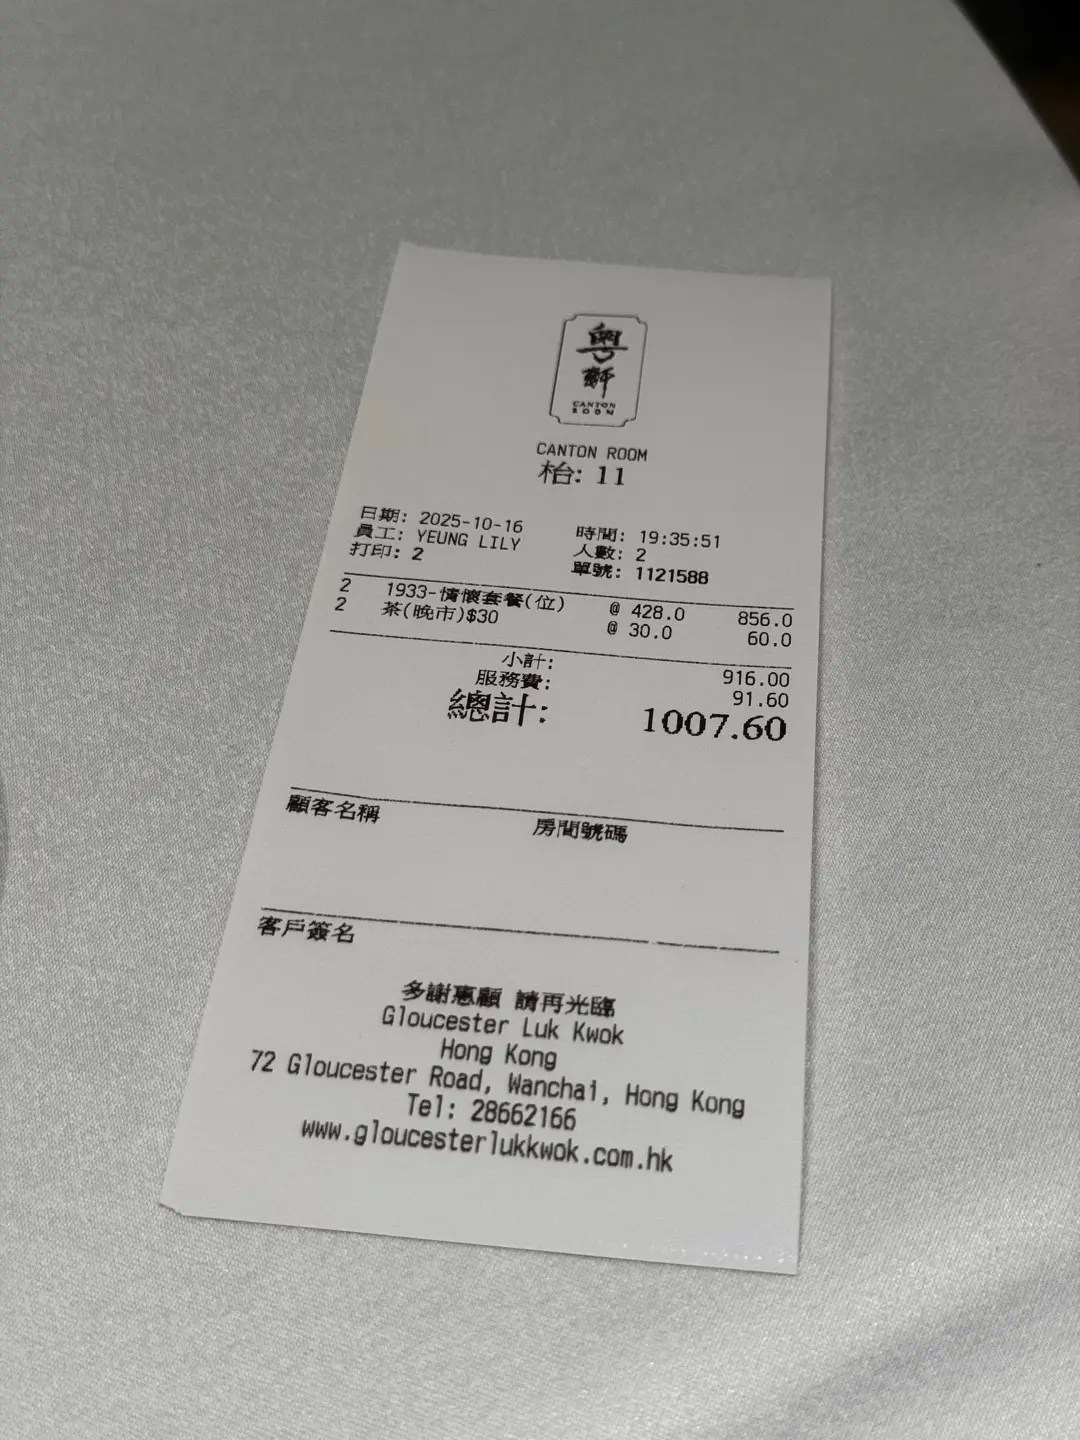 粵軒
CANTON
ROOM
CANTON ROOM
枱: 11
日期: 2025-10-16 時間: 19:35:51
員工: YEUNG LILY 人數: 2
打印: 2 單號: 1121588
2 1933-情懷套餐(位) @ 428.0 856.0
2 茶(晚市)$30 @ 30.0 60.0
小計: 916.00
服務費: 91.60
總計: 1007.60
顧客名稱 房間號碼
客戶簽名
多謝惠顧 請再光臨
Gloucester Luk Kwok
Hong Kong
72 Gloucester Road, Wanchai, Hong Kong
Tel: 28662166
www.gloucesterlukkwok.com.hk